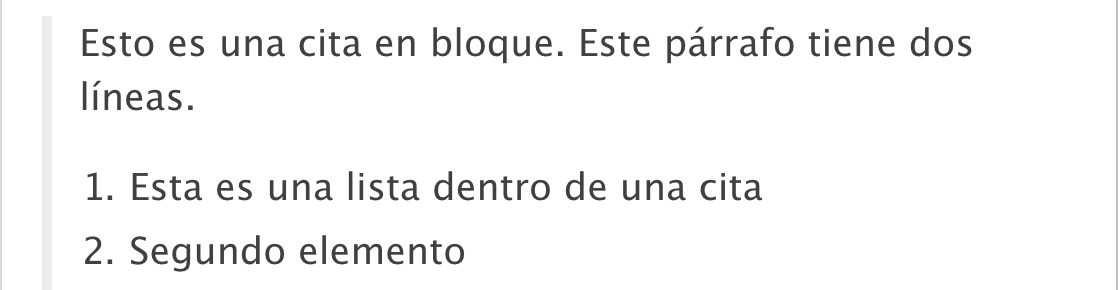 Esto es una cita en bloque. Este párrafo tiene dos
líneas.
1. Esta es una lista dentro de una cita
2. Segundo elemento